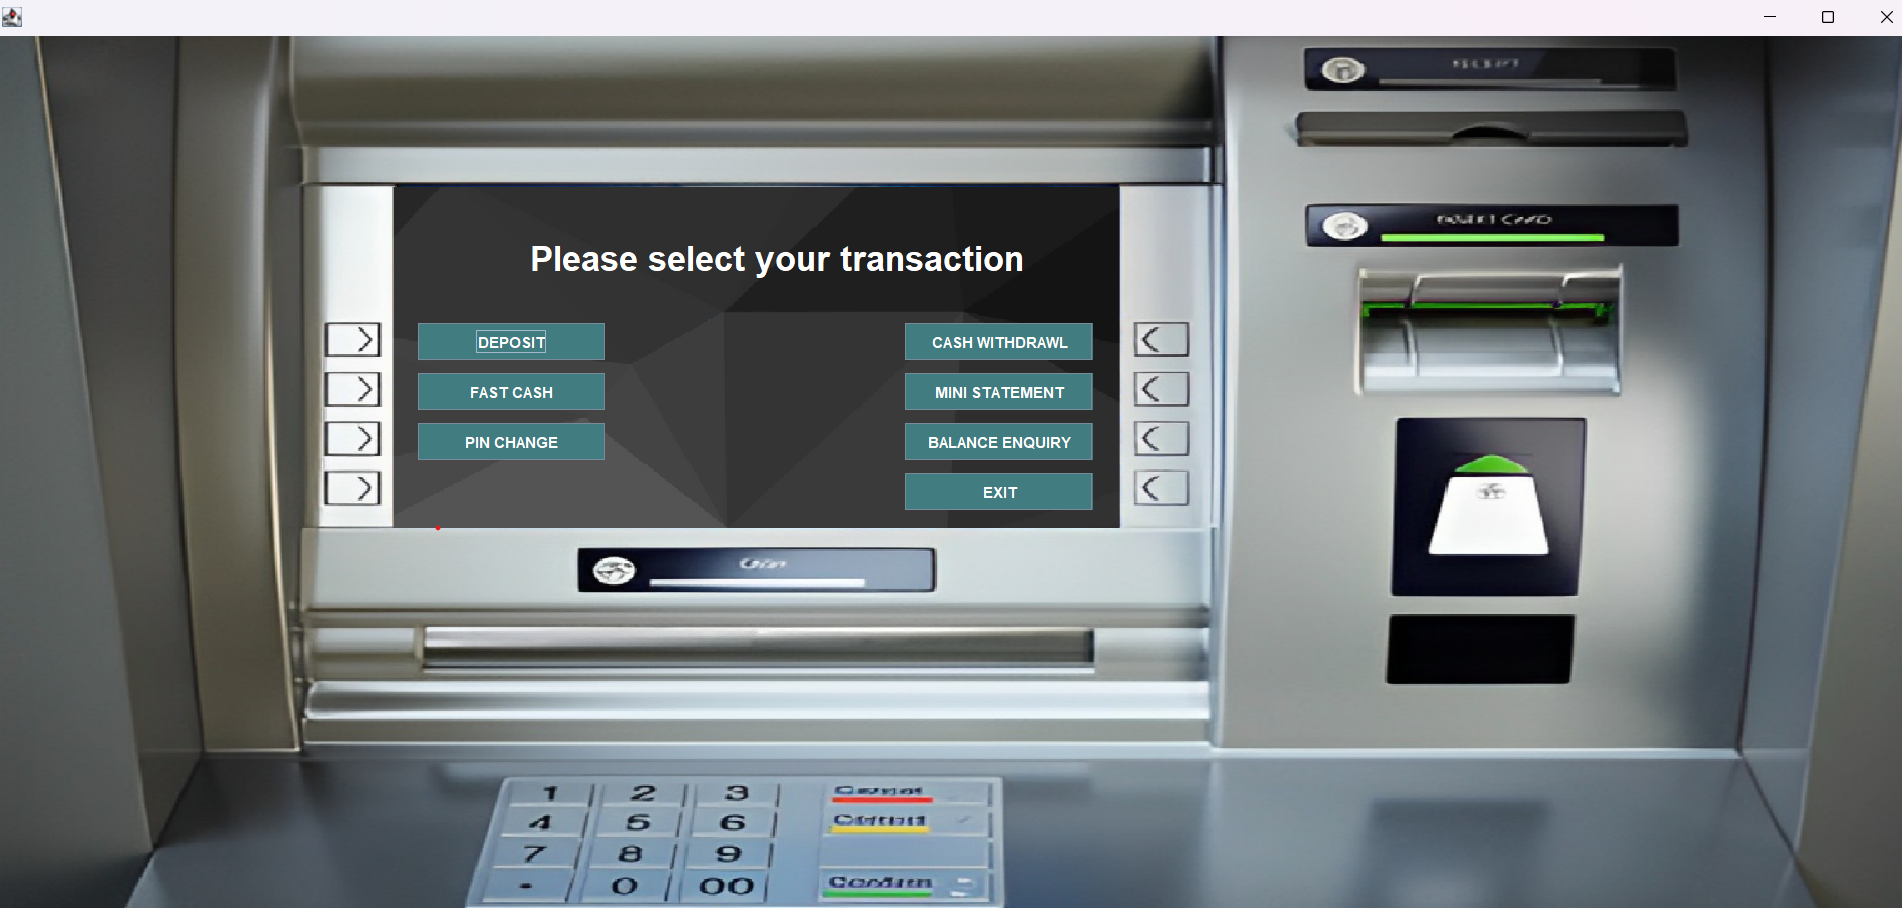 Please select your transaction
DEPOSIT
CASH WITHDRAWL
FAST CASH
MINI STATEMENT
PIN CHANGE
BALANCE ENQUIRY
EXIT
1 2 3
4 5 6
7 8 9
0 00